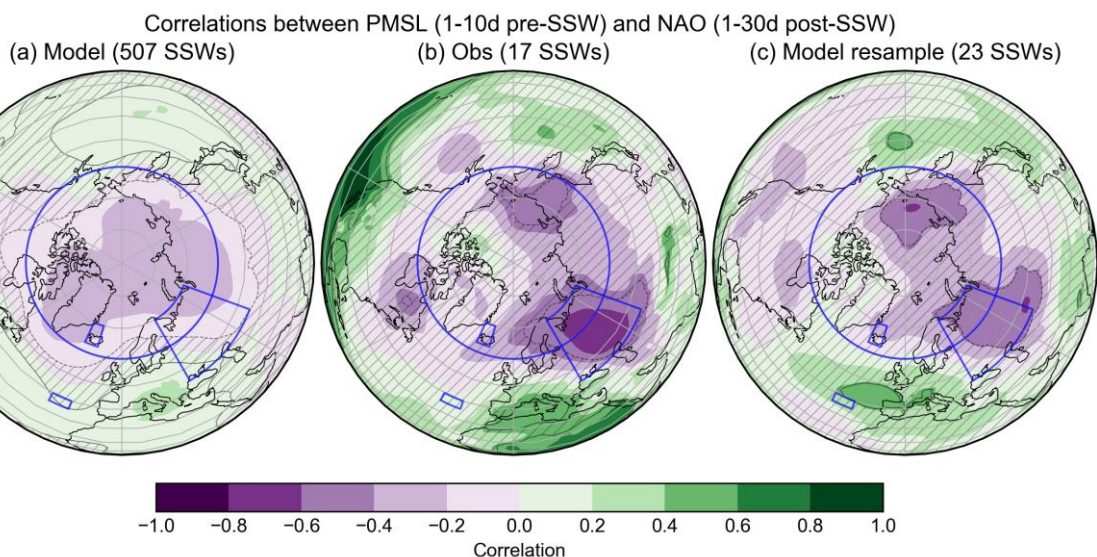 Correlations between PMSL (1-10d pre-SSW) and NAO (1-30d post-SSW)
(a) Model (507 SSWs)
(b) Obs (17 SSWs)
(c) Model resample (23 SSWs)
−1.0 −0.8 −0.6 −0.4 −0.2 0.0 0.2 0.4 0.6 0.8 1.0
Correlation